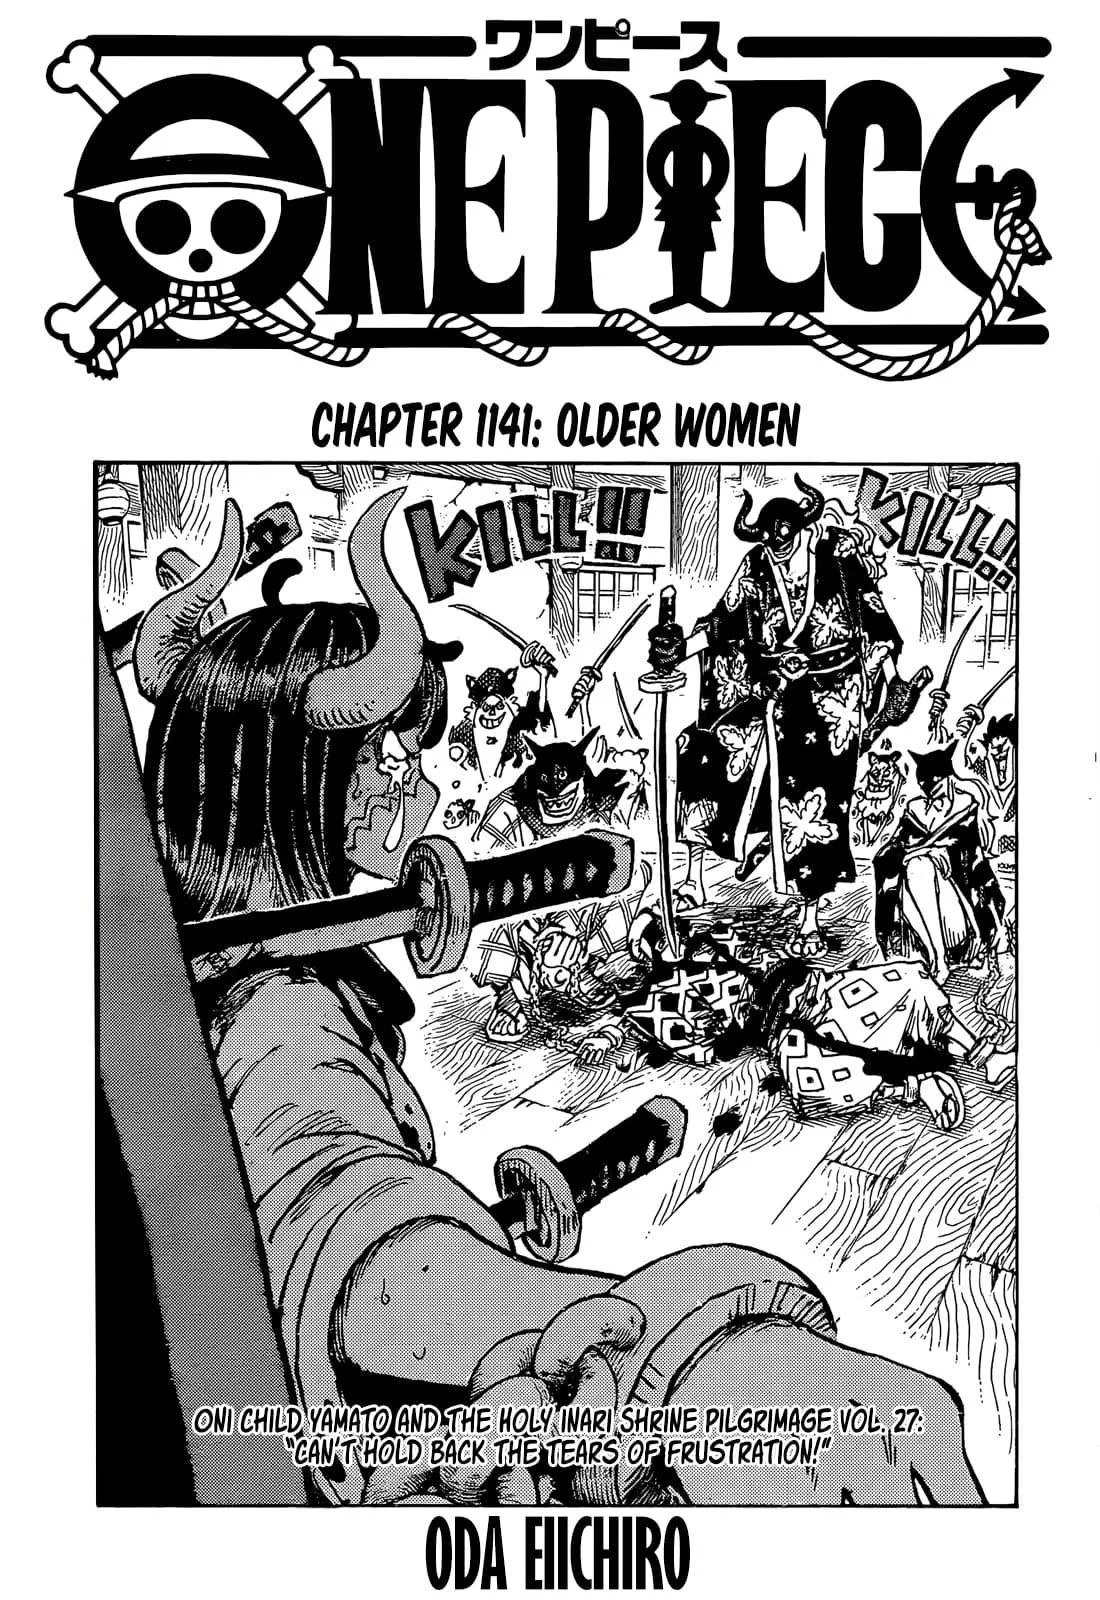 ワンピース
ONE PIECE
CHAPTER 1141: OLDER WOMEN
KILL!! KILL!!
ONI CHILD YAMATO AND THE HOLY INARI SHRINE PILGRIMAGE VOL. 27:
"CAN'T HOLD BACK THE TEARS OF FRUSTRATION!"
ODA EIICHIRO